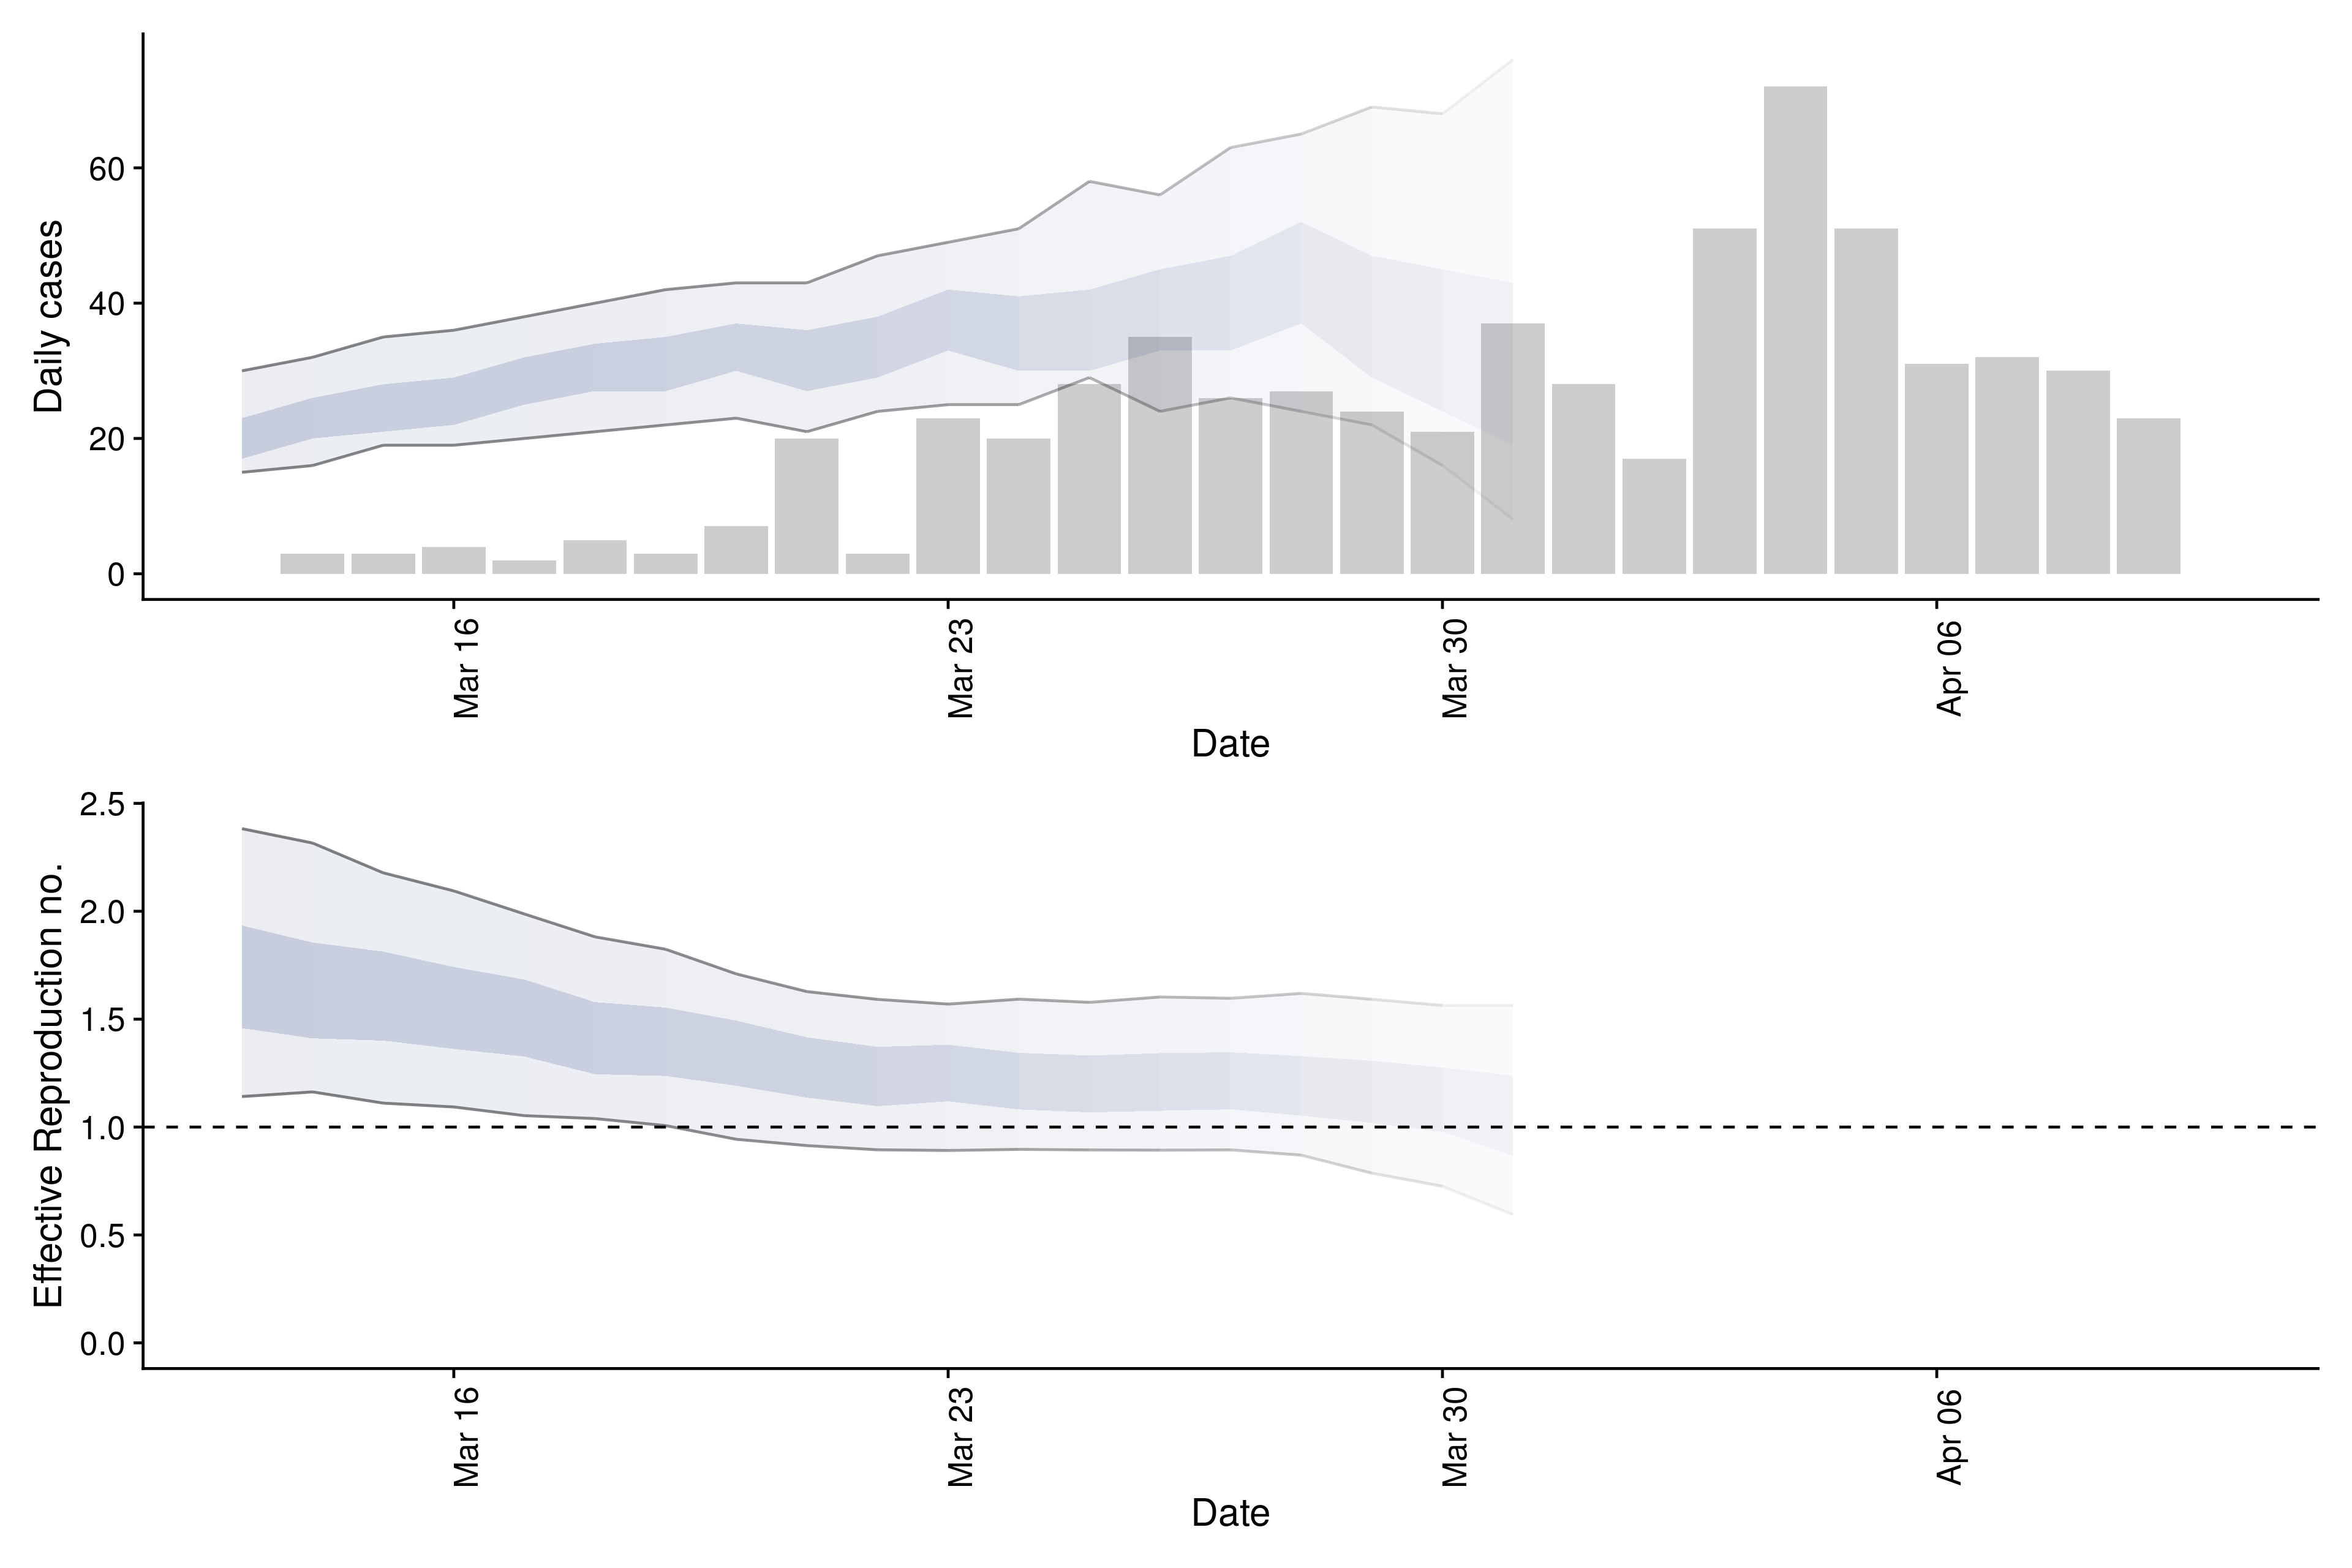 Daily cases
60
40
20
0
Mar 16
Mar 23
Mar 30
Apr 06
Date
Effective Reproduction no.
2.5
2.0
1.5
1.0
0.5
0.0
Mar 16
Mar 23
Mar 30
Apr 06
Date